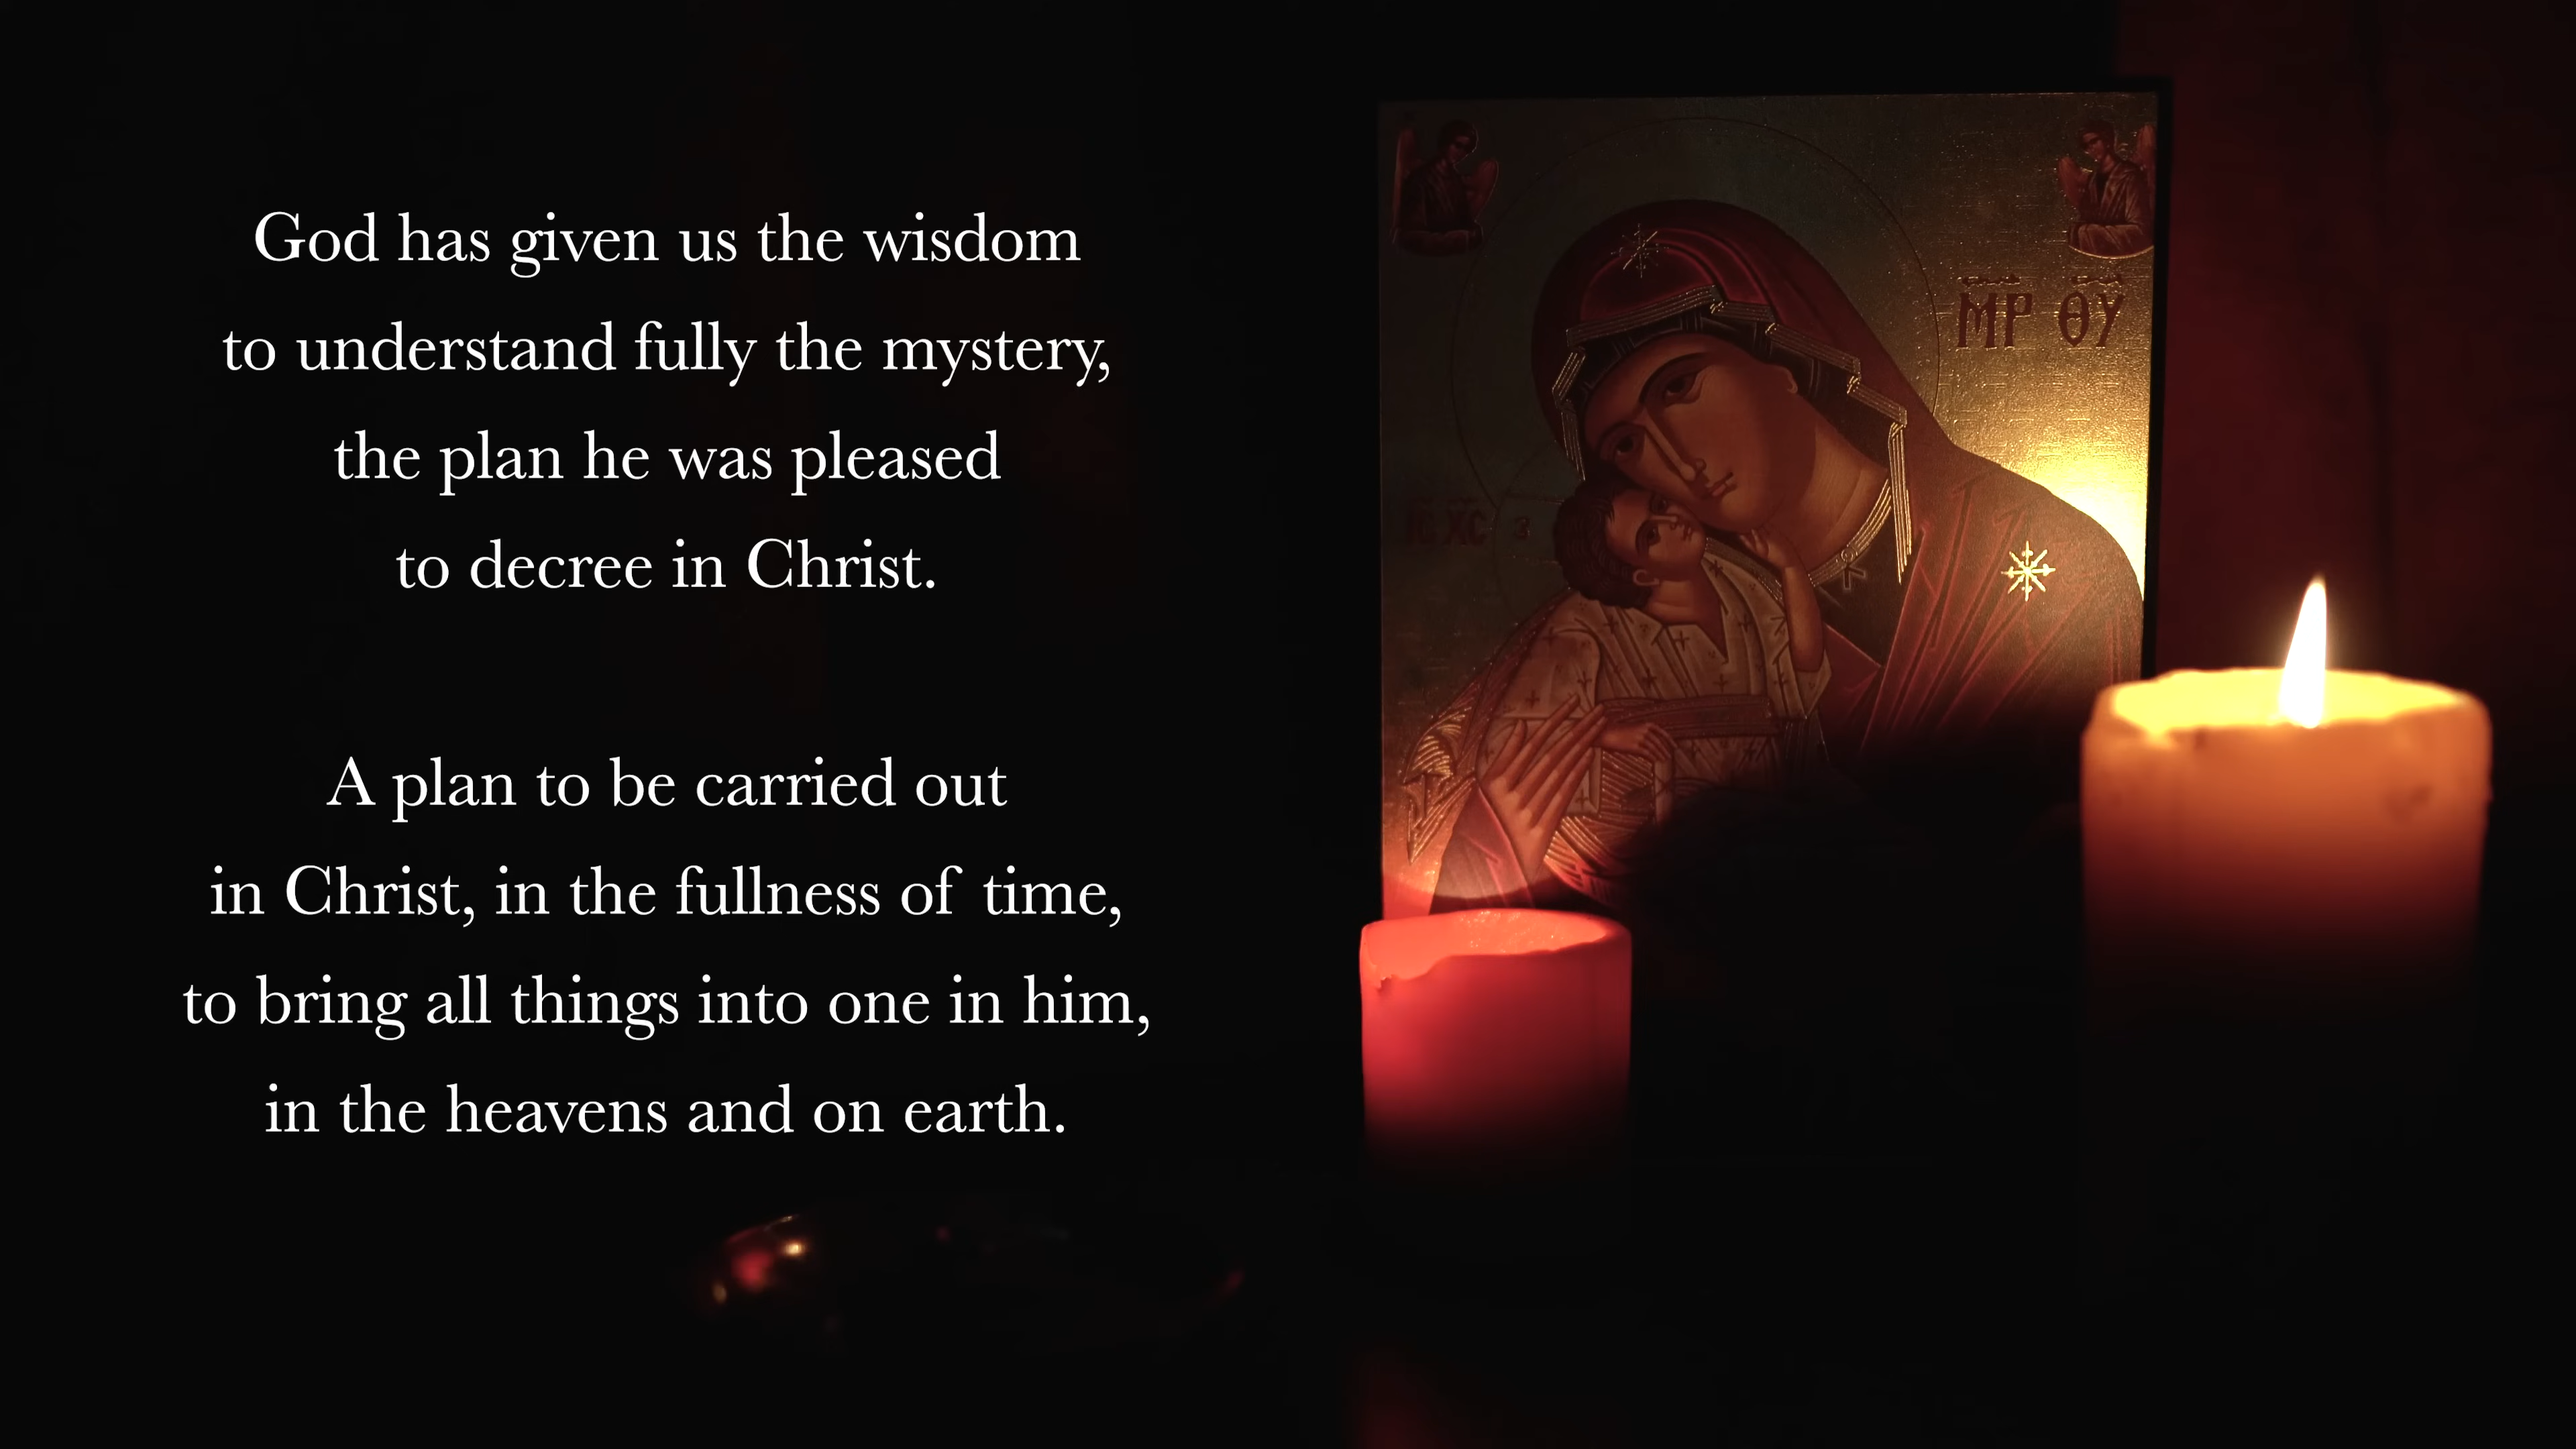 God has given us the wisdom
to understand fully the mystery,
the plan he was pleased
to decree in Christ.
A plan to be carried out
in Christ, in the fullness of time,
to bring all things into one in him,
in the heavens and on earth.
ΜΡ ΘΥ
ΙC ΧC